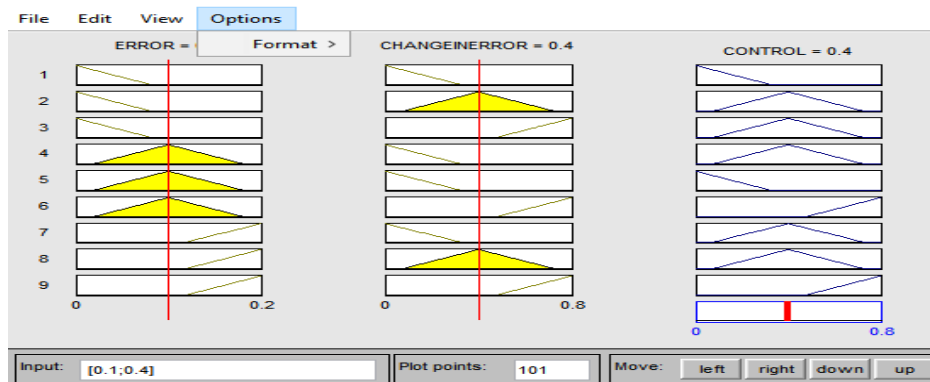 File Edit View Options
Format >
ERROR =
CHANGEINERROR = 0.4
CONTROL = 0.4
1
2
3
4
5
6
7
8
9
0 0.2 0 0.8
0 0.8
Input: [0.1;0.4] Plot points: 101 Move: left right down up